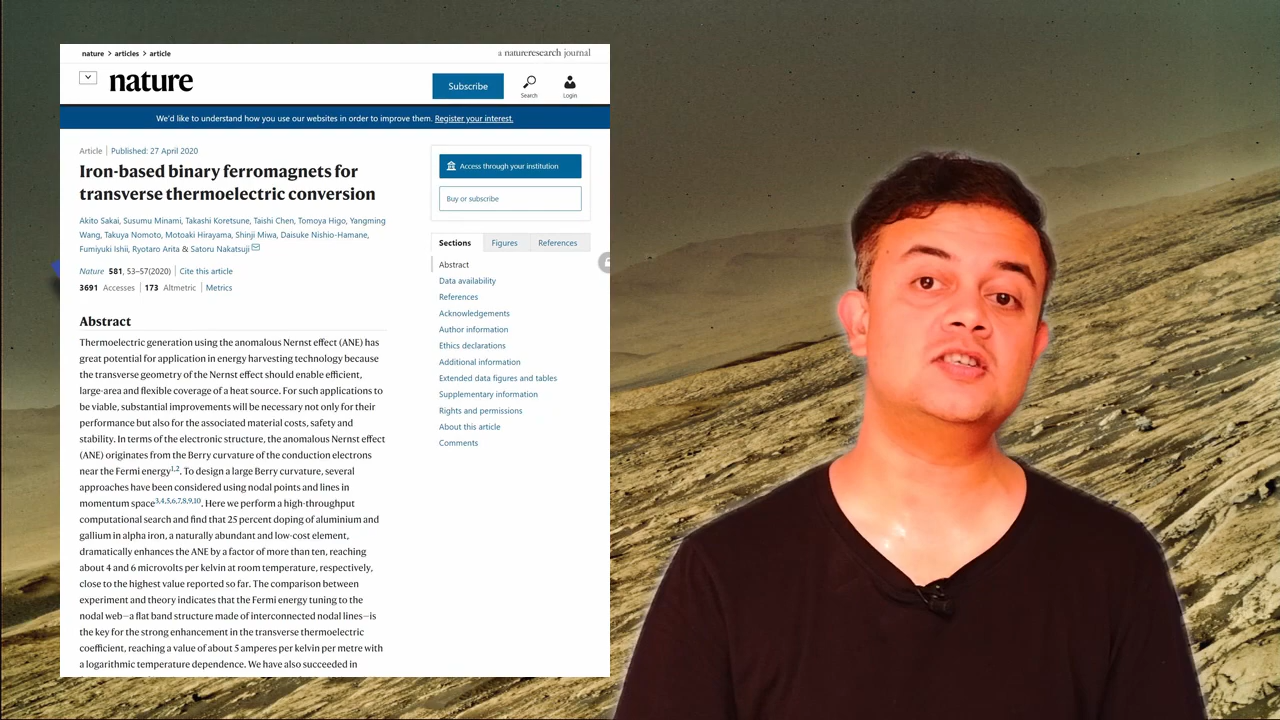 nature > articles > article
a natureresearch journal
nature
Subscribe
Search
Login
We'd like to understand how you use our websites in order to improve them. Register your interest.
Article | Published: 27 April 2020
Iron-based binary ferromagnets for
transverse thermoelectric conversion
Akito Sakai, Susumu Minami, Takashi Koretsune, Taishi Chen, Tomoya Higo, Yangming
Wang, Takuya Nomoto, Motoaki Hirayama, Shinji Miwa, Daisuke Nishio-Hamane,
Fumiyuki Ishii, Ryotaro Arita & Satoru Nakatsuji
Nature 581, 53–57(2020) | Cite this article
3691 Accesses | 173 Altmetric | Metrics
Abstract
Thermoelectric generation using the anomalous Nernst effect (ANE) has
great potential for application in energy harvesting technology because
the transverse geometry of the Nernst effect should enable efficient,
large-area and flexible coverage of a heat source. For such applications to
be viable, substantial improvements will be necessary not only for their
performance but also for the associated material costs, safety and
stability. In terms of the electronic structure, the anomalous Nernst effect
(ANE) originates from the Berry curvature of the conduction electrons
near the Fermi energy1,2. To design a large Berry curvature, several
approaches have been considered using nodal points and lines in
momentum space3,4,5,6,7,8,9,10. Here we perform a high-throughput
computational search and find that 25 percent doping of aluminium and
gallium in alpha iron, a naturally abundant and low-cost element,
dramatically enhances the ANE by a factor of more than ten, reaching
about 4 and 6 microvolts per kelvin at room temperature, respectively,
close to the highest value reported so far. The comparison between
experiment and theory indicates that the Fermi energy tuning to the
nodal web—a flat band structure made of interconnected nodal lines—is
the key for the strong enhancement in the transverse thermoelectric
coefficient, reaching a value of about 5 amperes per kelvin per metre with
a logarithmic temperature dependence. We have also succeeded in
Access through your institution
Buy or subscribe
Sections
Figures
References
Abstract
Data availability
References
Acknowledgements
Author information
Ethics declarations
Additional information
Extended data figures and tables
Supplementary information
Rights and permissions
About this article
Comments